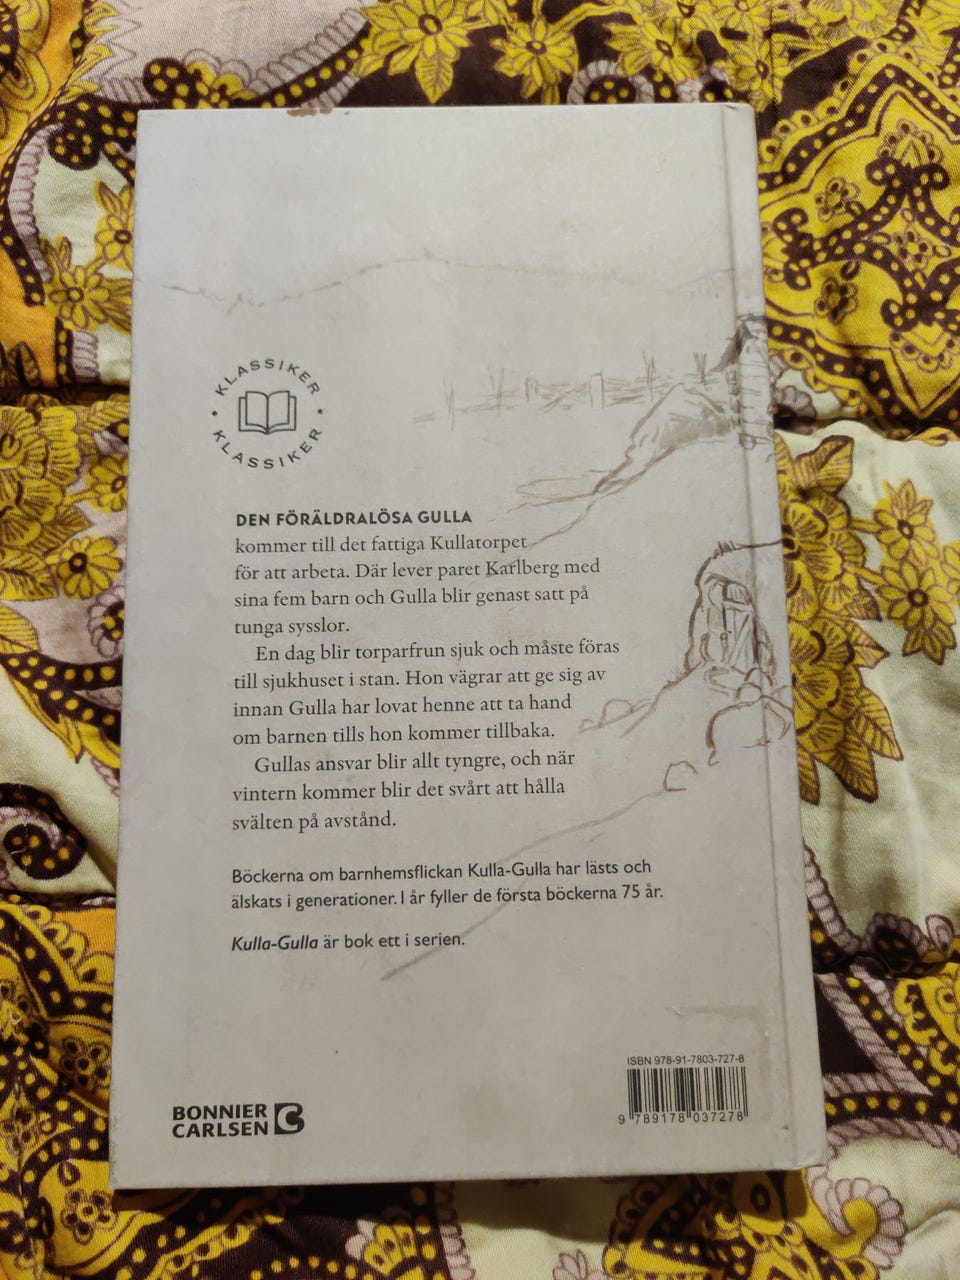 KLASSIKER
KLASSIKER
DEN FÖRÄLDRALÖSA GULLA
kommer till det fattiga Kullatorpet
för att arbeta. Där lever paret Karlberg med
sina fem barn och Gulla blir genast satt på
tunga sysslor.
En dag blir torparfrun sjuk och måste föras
till sjukhuset i stan. Hon vägrar att ge sig av
innan Gulla har lovat henne att ta hand
om barnen tills hon kommer tillbaka.
Gullas ansvar blir allt tyngre, och när
vintern kommer blir det svårt att hålla
svälten på avstånd.
Böckerna om barnhemsflickan Kulla-Gulla har lästs och
älskats i generationer. I år fyller de första böckerna 75 år.
Kulla-Gulla är bok ett i serien.
ISBN 978-91-7803-727-8
9 789178 037278
BONNIER
CARLSEN